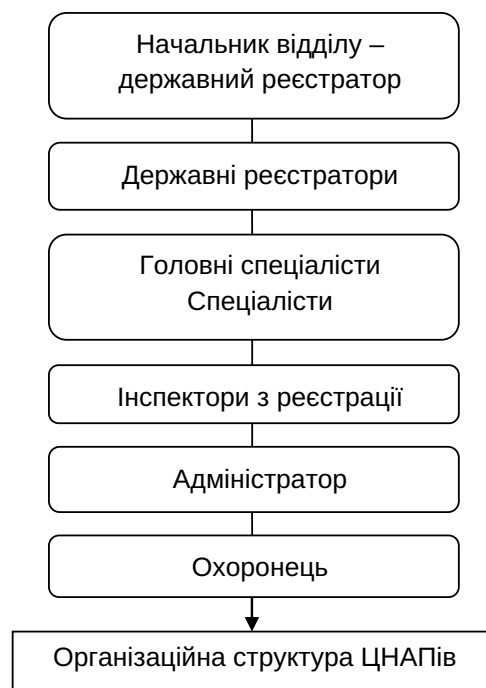 Начальник відділу –
державний реєстратор
Державні реєстратори
Головні спеціалісти
Спеціалісти
Інспектори з реєстрації
Адміністратор
Охоронець
Організаційна структура ЦНАПів